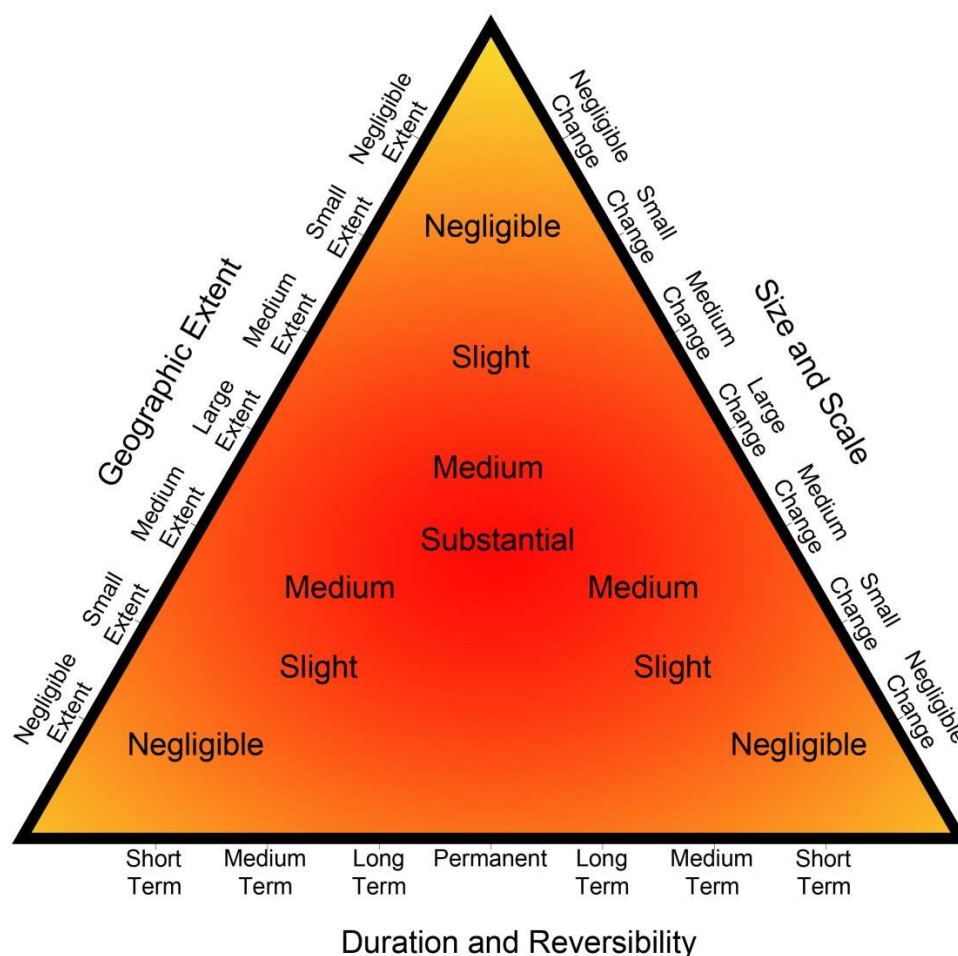 Negligible
Extent
Small
Extent
Medium
Extent
Large
Extent
Medium
Extent
Small
Extent
Negligible
Extent
Geographic Extent
Negligible
Change
Small
Change
Medium
Change
Large
Change
Medium
Change
Small
Change
Negligible
Change
Size and Scale
Negligible
Slight
Medium
Substantial
Medium
Medium
Slight
Slight
Negligible
Negligible
Short
Term
Medium
Term
Long
Term
Permanent
Long
Term
Medium
Term
Short
Term
Duration and Reversibility